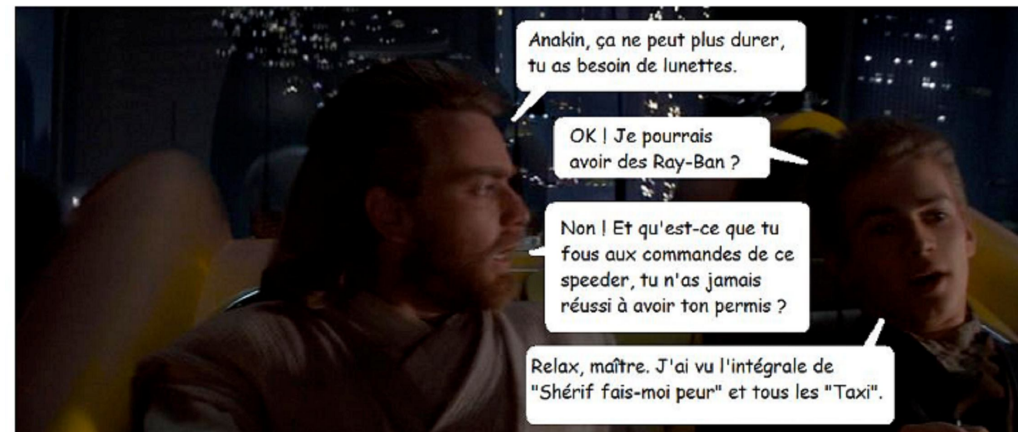 Anakin, ça ne peut plus durer,
tu as besoin de lunettes.
OK ! Je pourrais
avoir des Ray-Ban ?
Non ! Et qu'est-ce que tu
fous aux commandes de ce
speeder, tu n'as jamais
réussi à avoir ton permis ?
Relax, maître. J'ai vu l'intégrale de
"Shérif fais-moi peur" et tous les "Taxi".